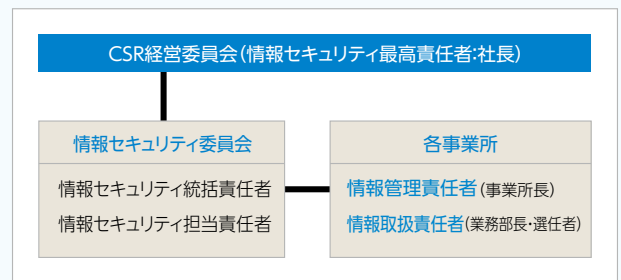 CSR経営委員会(情報セキュリティ最高責任者:社長)
情報セキュリティ委員会
情報セキュリティ統括責任者
情報セキュリティ担当責任者
各事業所
情報管理責任者(事業所長)
情報取扱責任者(業務部長・選任者)